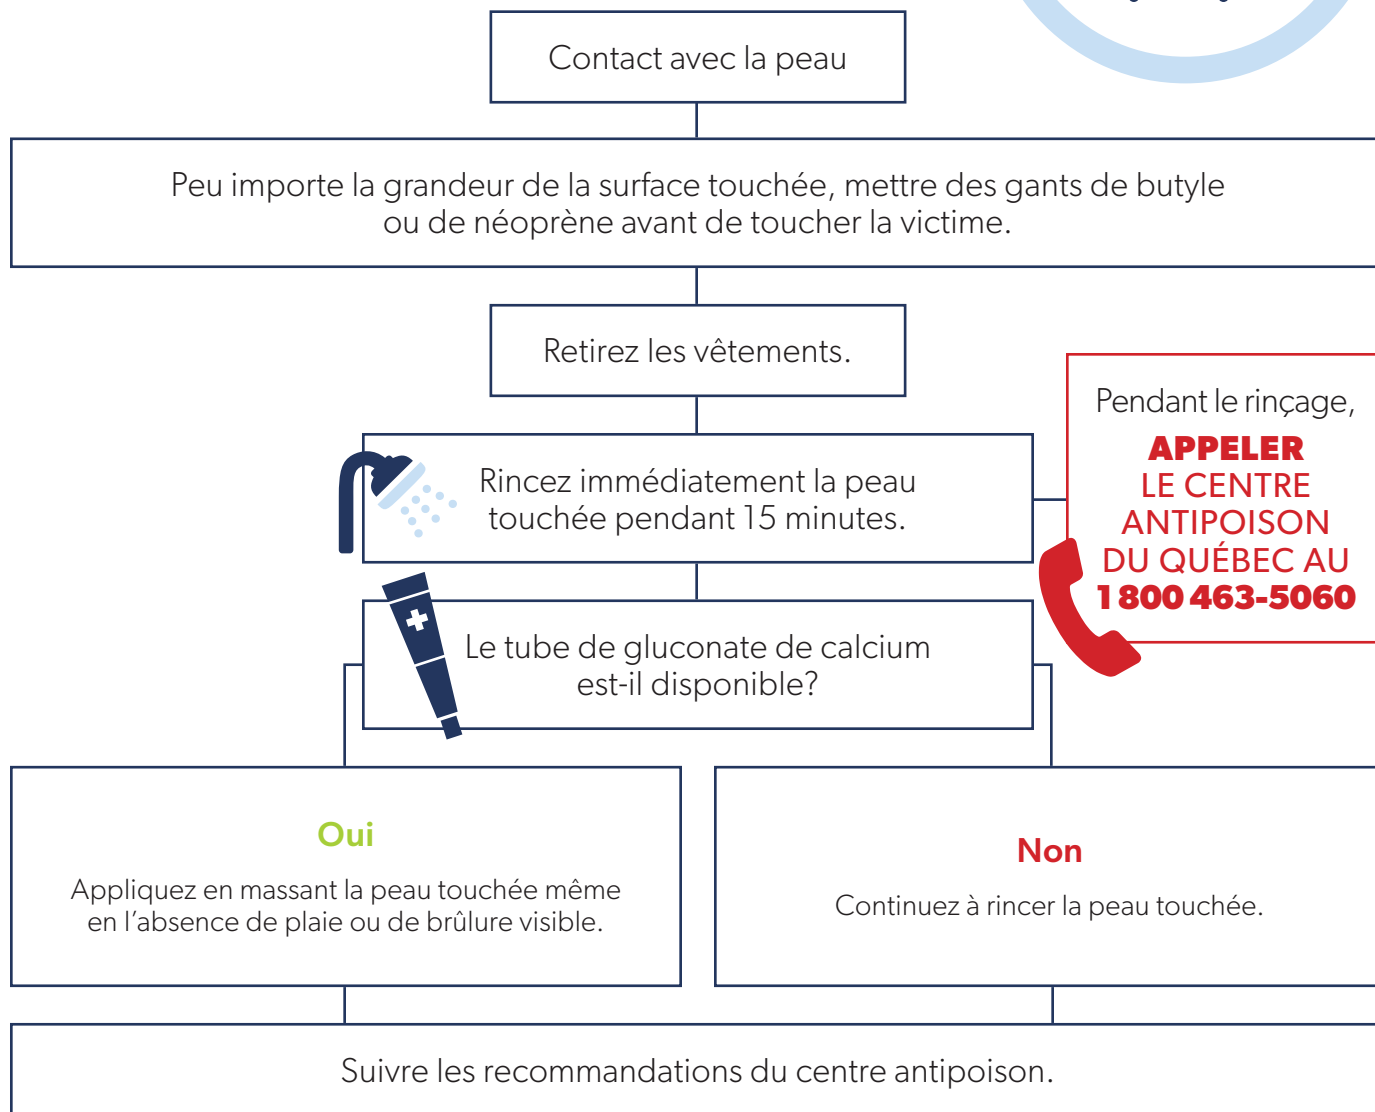 Contact avec la peau
Peu importe la grandeur de la surface touchée, mettre des gants de butyle
ou de néoprène avant de toucher la victime.
Retirez les vêtements.
Rincez immédiatement la peau
touchée pendant 15 minutes.
Pendant le rinçage,
APPELER
LE CENTRE
ANTIPOISON
DU QUÉBEC AU
1 800 463-5060
Le tube de gluconate de calcium
est-il disponible?
Oui
Appliquez en massant la peau touchée même
en l’absence de plaie ou de brûlure visible.
Non
Continuez à rincer la peau touchée.
Suivre les recommandations du centre antipoison.